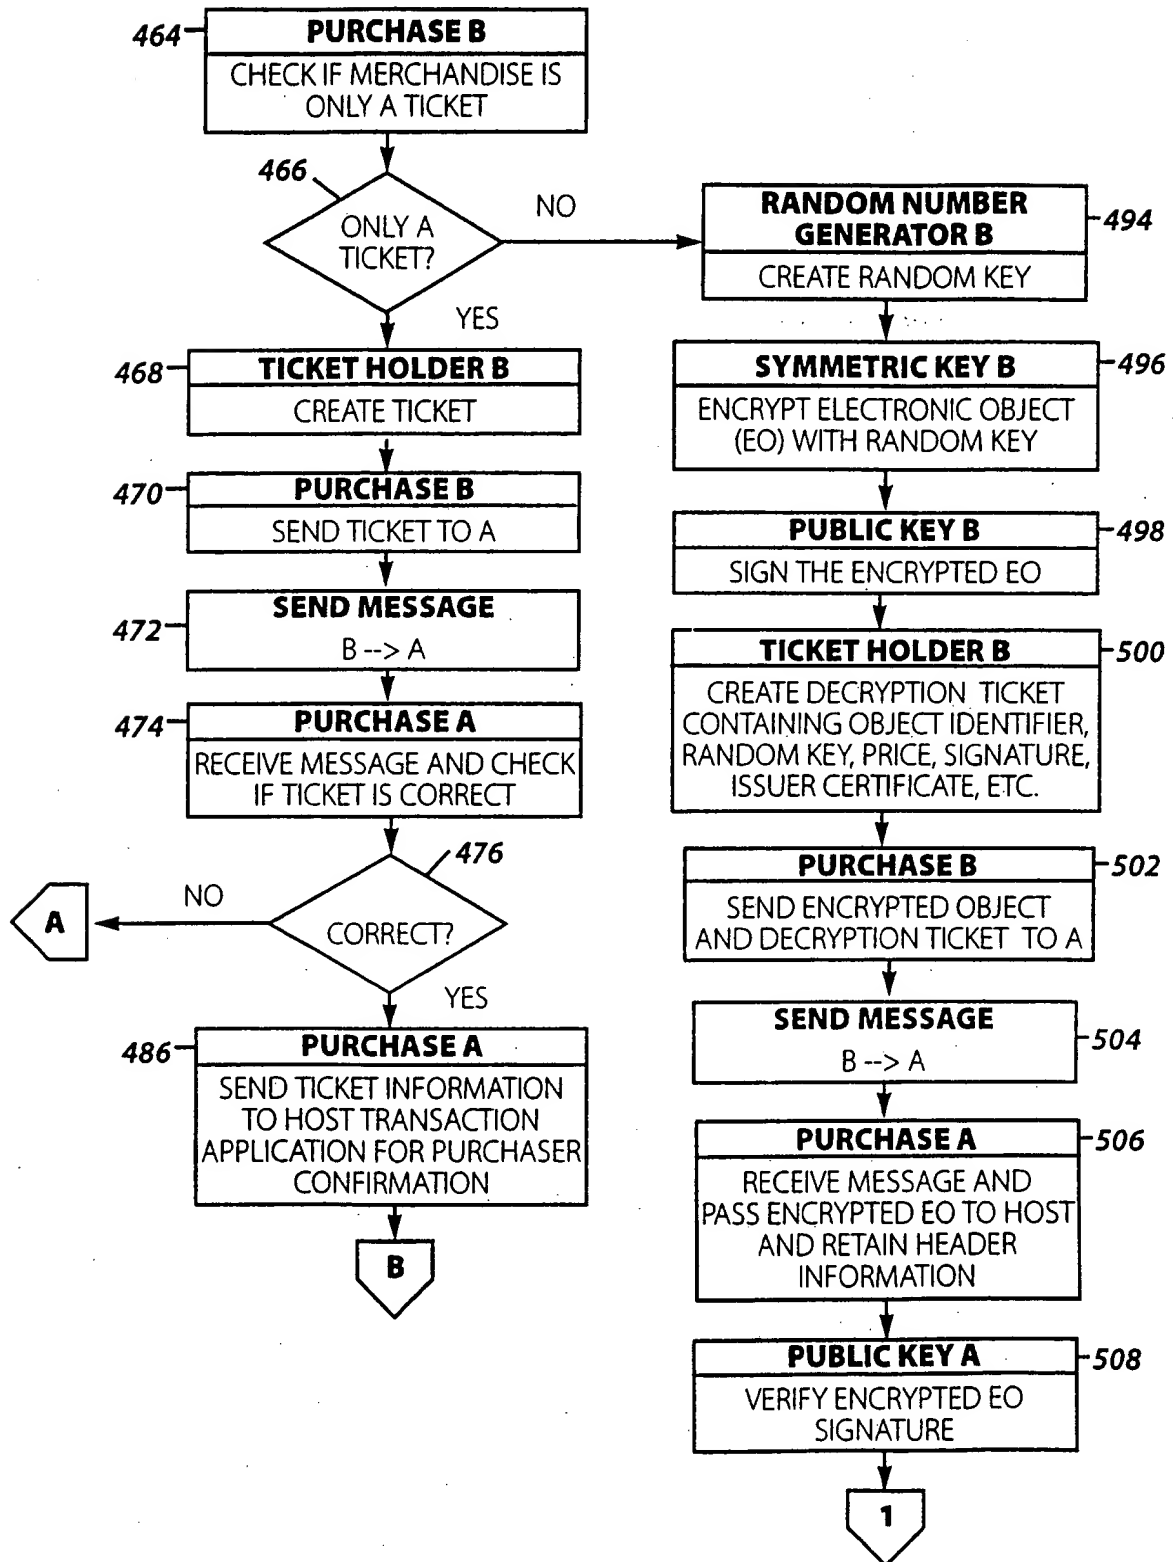 464
PURCHASE B
CHECK IF MERCHANDISE IS
ONLY A TICKET
466
ONLY A
TICKET?
NO
YES
468
TICKET HOLDER B
CREATE TICKET
470
PURCHASE B
SEND TICKET TO A
472
SEND MESSAGE
B --> A
474
PURCHASE A
RECEIVE MESSAGE AND CHECK
IF TICKET IS CORRECT
476
CORRECT?
NO
A
YES
486
PURCHASE A
SEND TICKET INFORMATION
TO HOST TRANSACTION
APPLICATION FOR PURCHASER
CONFIRMATION
B
RANDOM NUMBER
GENERATOR B
494
CREATE RANDOM KEY
SYMMETRIC KEY B
496
ENCRYPT ELECTRONIC OBJECT
(EO) WITH RANDOM KEY
PUBLIC KEY B
498
SIGN THE ENCRYPTED EO
TICKET HOLDER B
500
CREATE DECRYPTION TICKET
CONTAINING OBJECT IDENTIFIER,
RANDOM KEY, PRICE, SIGNATURE,
ISSUER CERTIFICATE, ETC.
PURCHASE B
502
SEND ENCRYPTED OBJECT
AND DECRYPTION TICKET TO A
SEND MESSAGE
504
B --> A
PURCHASE A
506
RECEIVE MESSAGE AND
PASS ENCRYPTED EO TO HOST
AND RETAIN HEADER
INFORMATION
PUBLIC KEY A
508
VERIFY ENCRYPTED EO
SIGNATURE
1